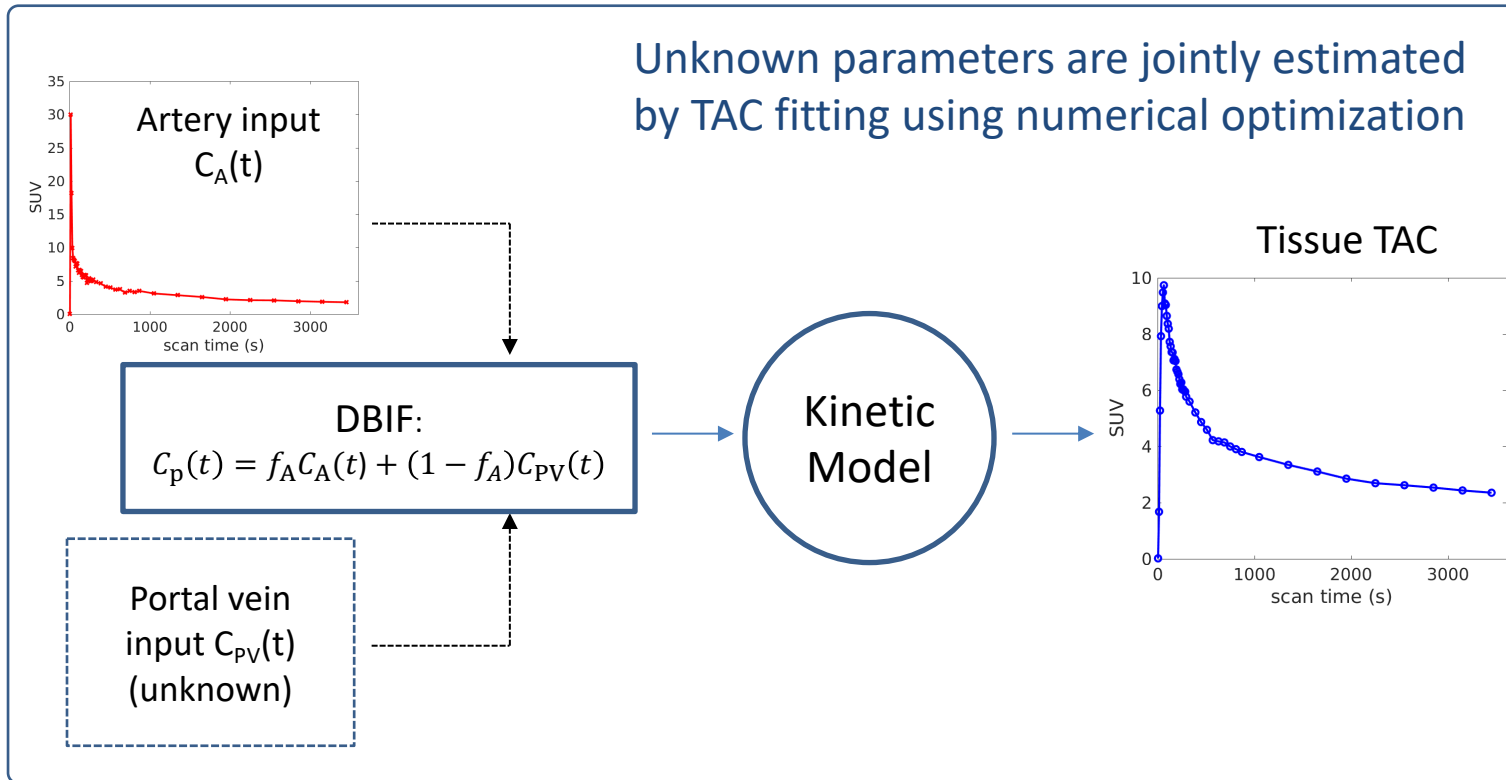 Unknown parameters are jointly estimated
by TAC fitting using numerical optimization
Artery input
C_A(t)
SUV
35
30
25
20
15
10
5
0
0 1000 2000 3000
scan time (s)
DBIF:
C_p(t) = f_A C_A(t) + (1 − f_A)C_PV(t)
Portal vein
input C_PV(t)
(unknown)
Kinetic
Model
Tissue TAC
SUV
10
8
6
4
2
0
0 1000 2000 3000
scan time (s)